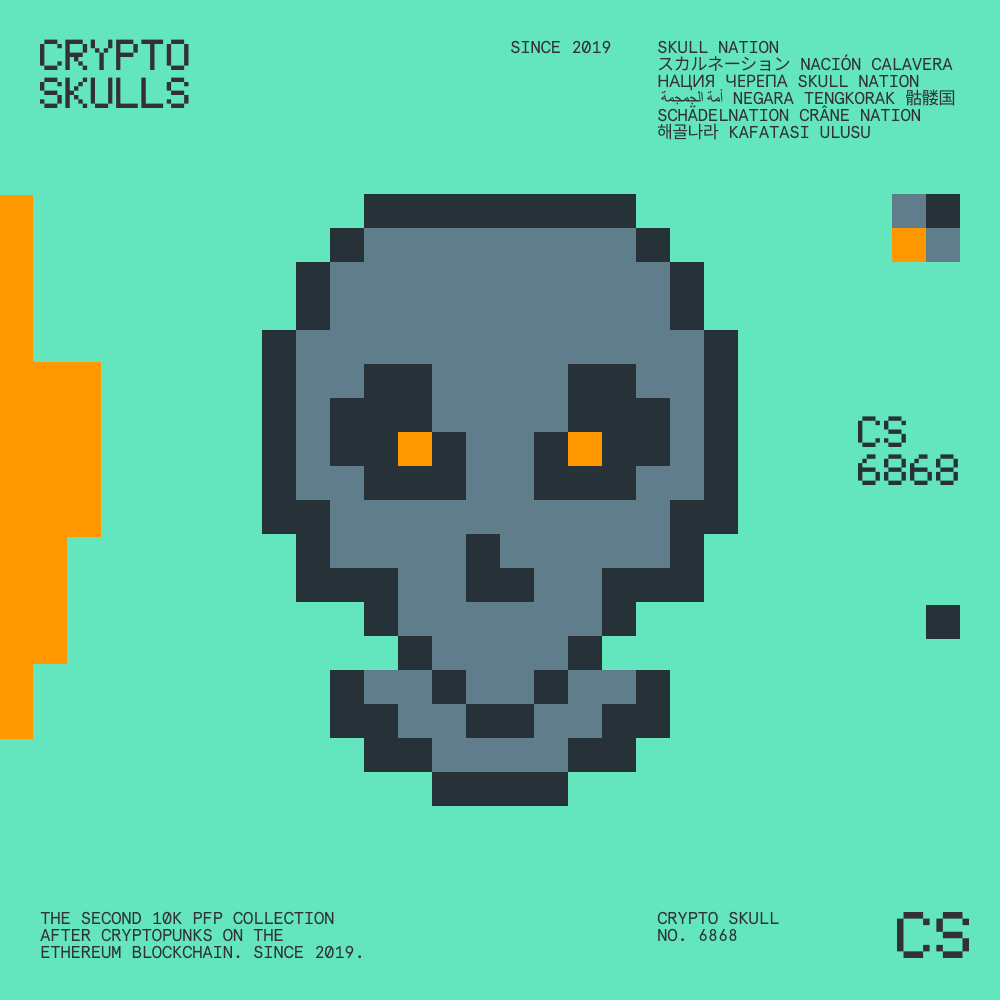 CRYPTO
SKULLS
SINCE 2019
SKULL NATION
スカルネーション NACIÓN CALAVERA
НАЦИЯ ЧЕРЕПА SKULL NATION
أمة الجمجمة NEGARA TENGKORAK 骷髅国
SCHÄDELNATION CRÂNE NATION
해골나라 KAFATASI ULUSU
CS
6868
THE SECOND 10K PFP COLLECTION
AFTER CRYPTOPUNKS ON THE
ETHEREUM BLOCKCHAIN. SINCE 2019.
CRYPTO SKULL
NO. 6868
CS